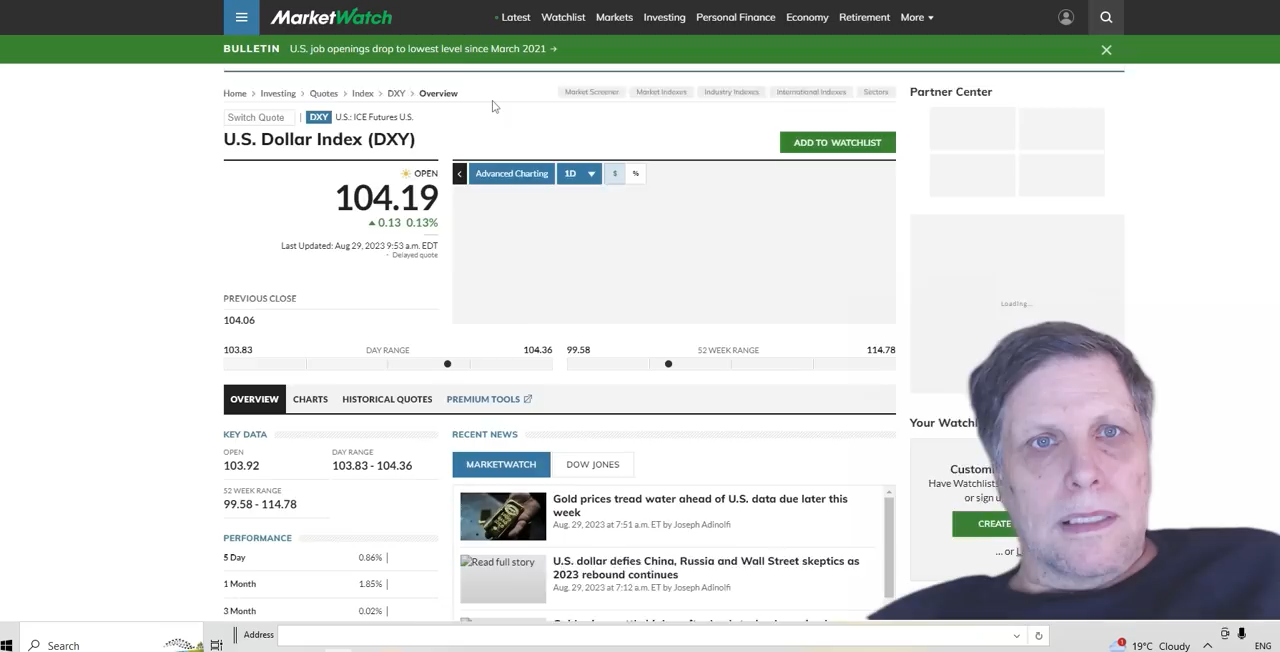 MarketWatch
Latest Watchlist Markets Investing Personal Finance Economy Retirement More
BULLETIN U.S. job openings drop to lowest level since March 2021 →
Home > Investing > Quotes > Index > DXY > Overview
Market Screener Market Indexes Industry Indexes International Indexes Sectors
Partner Center
Switch Quote | DXY U.S.: ICE Futures U.S.
U.S. Dollar Index (DXY)
ADD TO WATCHLIST
OPEN
Advanced Charting 1D $ %
104.19
0.13 0.13%
Last Updated: Aug 29, 2023 9:53 a.m. EDT
Delayed quote
PREVIOUS CLOSE
104.06
Loading...
103.83 DAY RANGE 104.36
99.58 52 WEEK RANGE 114.78
OVERVIEW CHARTS HISTORICAL QUOTES PREMIUM TOOLS
KEY DATA
RECENT NEWS
OPEN
103.92
DAY RANGE
103.83 - 104.36
52 WEEK RANGE
99.58 - 114.78
PERFORMANCE
5 Day 0.86%
1 Month 1.85%
3 Month 0.02%
MARKETWATCH DOW JONES
Gold prices tread water ahead of U.S. data due later this
week
Aug. 29, 2023 at 7:51 a.m. ET by Joseph Adinolfi
Read full story
U.S. dollar defies China, Russia and Wall Street skeptics as
2023 rebound continues
Aug. 29, 2023 at 7:12 a.m. ET by Joseph Adinolfi
Your
Have Watchlists
or sign
CREATE
... or
Search
Address
1
19°C Cloudy
ENG